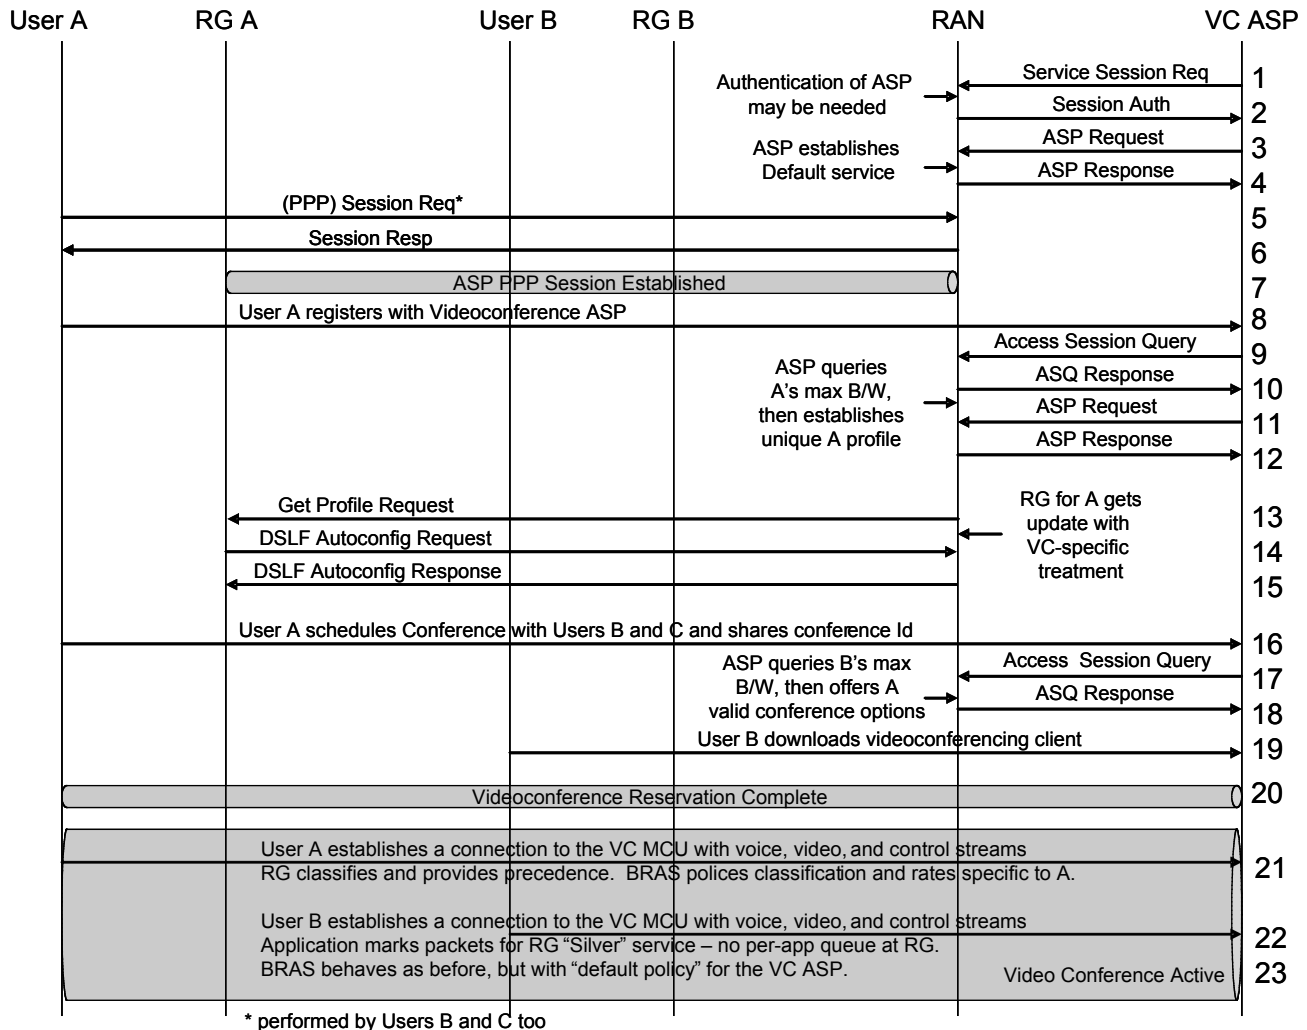 User A RG A User B RG B RAN VC ASP
Service Session Req 1
Authentication of ASP
may be needed
Session Auth 2
ASP Request 3
ASP establishes
Default service
ASP Response 4
(PPP) Session Req* 5
Session Resp 6
ASP PPP Session Established 7
User A registers with Videoconference ASP 8
Access Session Query 9
ASP queries
A's max B/W,
then establishes
unique A profile
ASQ Response 10
ASP Request 11
ASP Response 12
Get Profile Request 13
RG for A gets
update with
VC-specific
treatment
DSLF Autoconfig Request 14
DSLF Autoconfig Response 15
User A schedules Conference with Users B and C and shares conference Id 16
ASP queries B's max
B/W, then offers A
valid conference options
Access Session Query 17
ASQ Response 18
User B downloads videoconferencing client 19
Videoconference Reservation Complete 20
User A establishes a connection to the VC MCU with voice, video, and control streams
RG classifies and provides precedence. BRAS polices classification and rates specific to A. 21
User B establishes a connection to the VC MCU with voice, video, and control streams
Application marks packets for RG “Silver” service – no per-app queue at RG. 22
BRAS behaves as before, but with “default policy” for the VC ASP.
Video Conference Active 23
* performed by Users B and C too